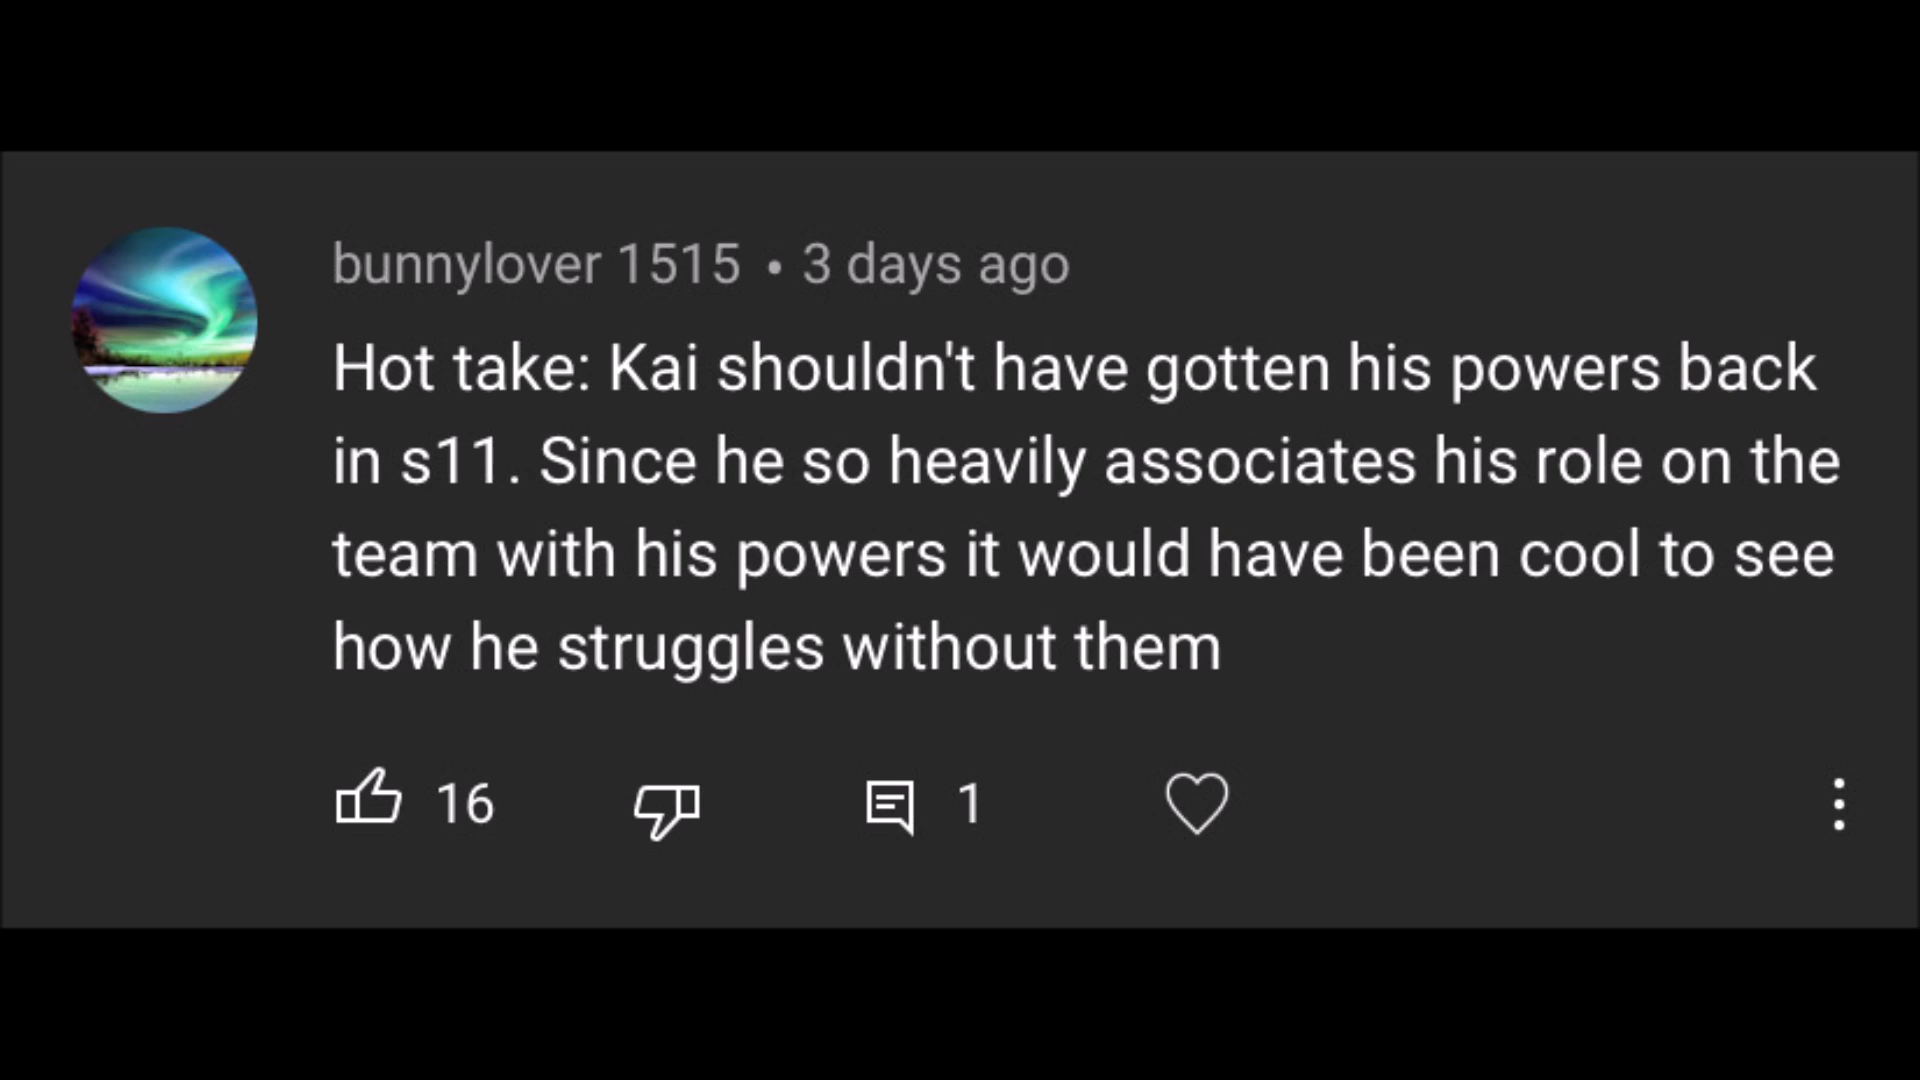 bunnylover 1515 • 3 days ago
Hot take: Kai shouldn't have gotten his powers back
in s11. Since he so heavily associates his role on the
team with his powers it would have been cool to see
how he struggles without them
16 1